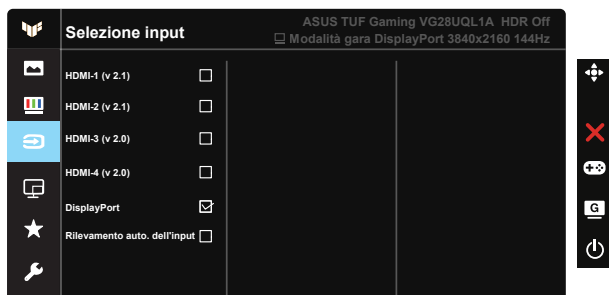 Selezione input
ASUS TUF Gaming VG28UQL1A HDR Off
Modalità gara DisplayPort 3840x2160 144Hz
HDMI-1 (v 2.1)
HDMI-2 (v 2.1)
HDMI-3 (v 2.0)
HDMI-4 (v 2.0)
DisplayPort
Rilevamento auto. dell'input
G